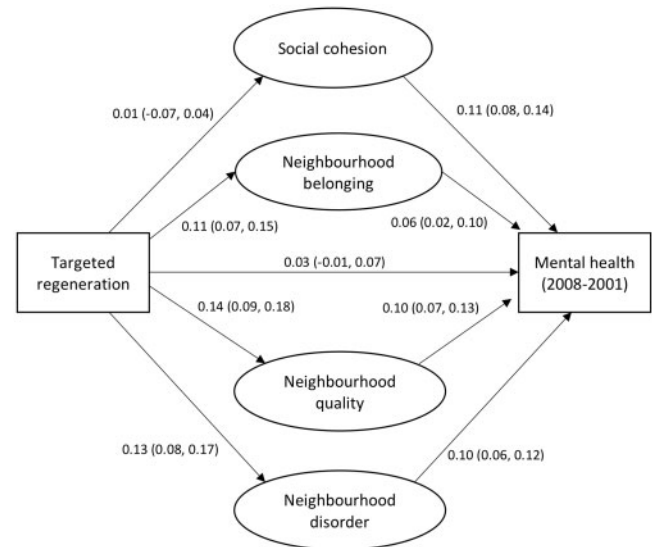 Social cohesion
0.01 (-0.07, 0.04)
0.11 (0.08, 0.14)
Neighbourhood
belonging
0.11 (0.07, 0.15)
0.06 (0.02, 0.10)
Targeted
regeneration
0.03 (-0.01, 0.07)
Mental health
(2008-2001)
0.14 (0.09, 0.18)
0.10 (0.07, 0.13)
Neighbourhood
quality
0.13 (0.08, 0.17)
0.10 (0.06, 0.12)
Neighbourhood
disorder